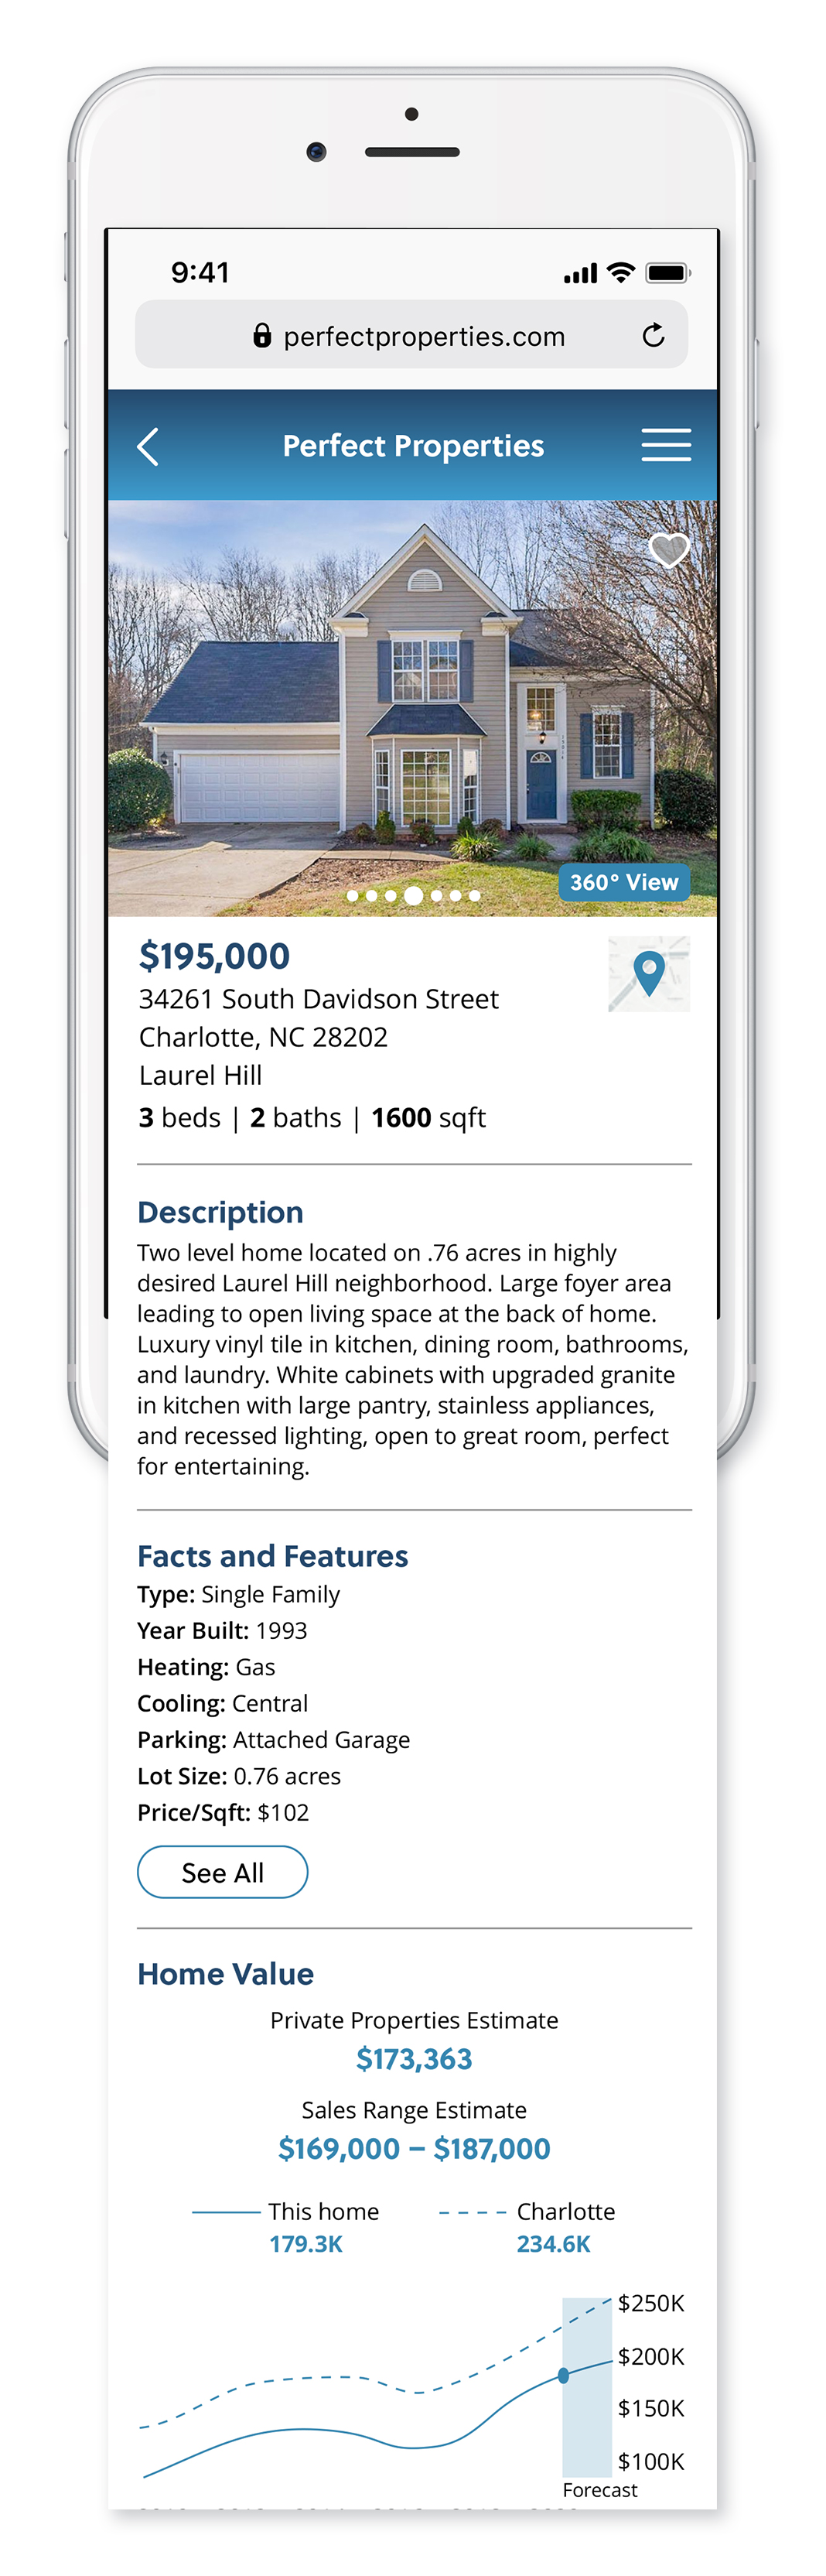 9:41
perfectproperties.com
Perfect Properties
360° View
$195,000
34261 South Davidson Street
Charlotte, NC 28202
Laurel Hill
3 beds | 2 baths | 1600 sqft
Description
Two level home located on .76 acres in highly
desired Laurel Hill neighborhood. Large foyer area
leading to open living space at the back of home.
Luxury vinyl tile in kitchen, dining room, bathrooms,
and laundry. White cabinets with upgraded granite
in kitchen with large pantry, stainless appliances,
and recessed lighting, open to great room, perfect
for entertaining.
Facts and Features
Type: Single Family
Year Built: 1993
Heating: Gas
Cooling: Central
Parking: Attached Garage
Lot Size: 0.76 acres
Price/Sqft: $102
See All
Home Value
Private Properties Estimate
$173,363
Sales Range Estimate
$169,000 – $187,000
This home
179.3K
Charlotte
234.6K
$250K
$200K
$150K
$100K
Forecast